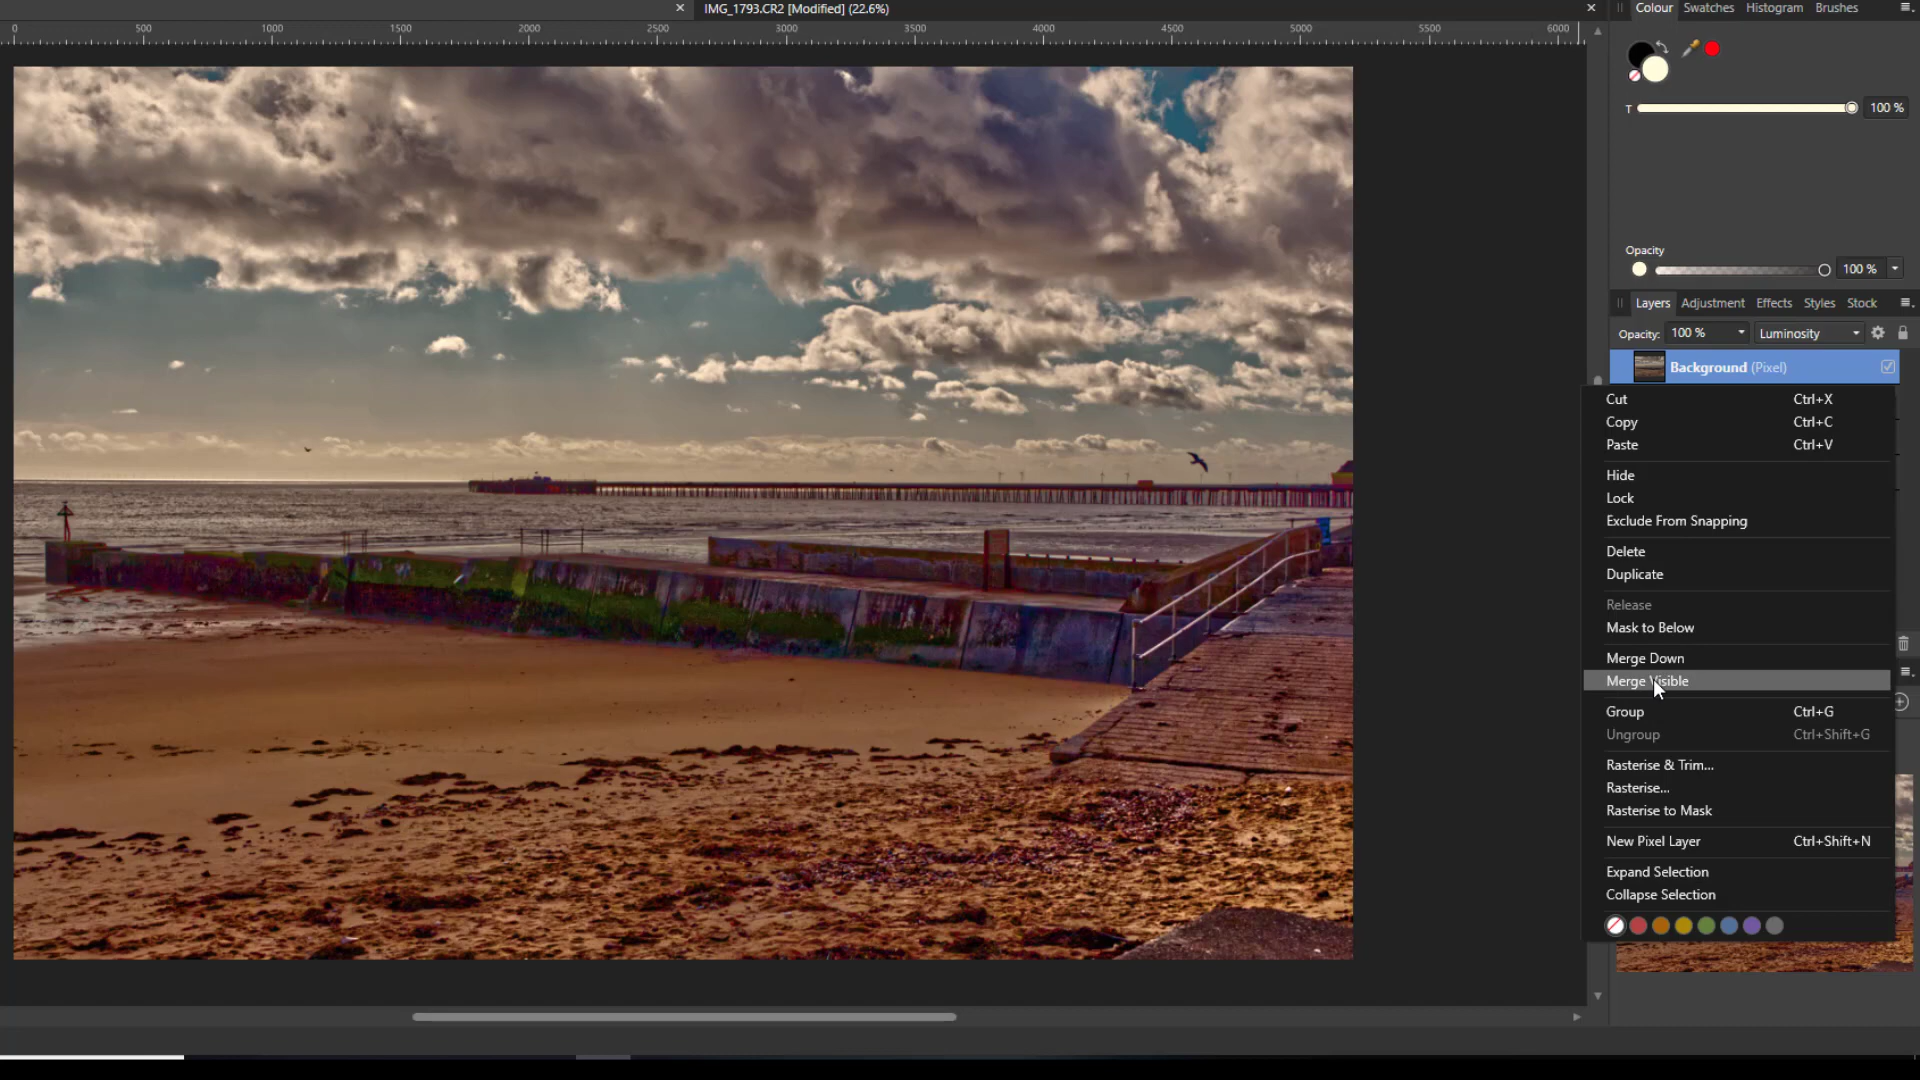 IMG_1793.CR2 [Modified] (22.6%)
Colour Swatches Histogram Brushes
0 500 1000 1500 2000 2500 3000 3500 4000 4500 5000 5500 6000
T 100 %
Opacity
100 %
Layers Adjustment Effects Styles Stock
Opacity: 100 % Luminosity
Background (Pixel)
Cut Ctrl+X
Copy Ctrl+C
Paste Ctrl+V
Hide
Lock
Exclude From Snapping
Delete
Duplicate
Release
Mask to Below
Merge Down
Merge Visible
Group Ctrl+G
Ungroup Ctrl+Shift+G
Rasterise & Trim...
Rasterise...
Rasterise to Mask
New Pixel Layer Ctrl+Shift+N
Expand Selection
Collapse Selection